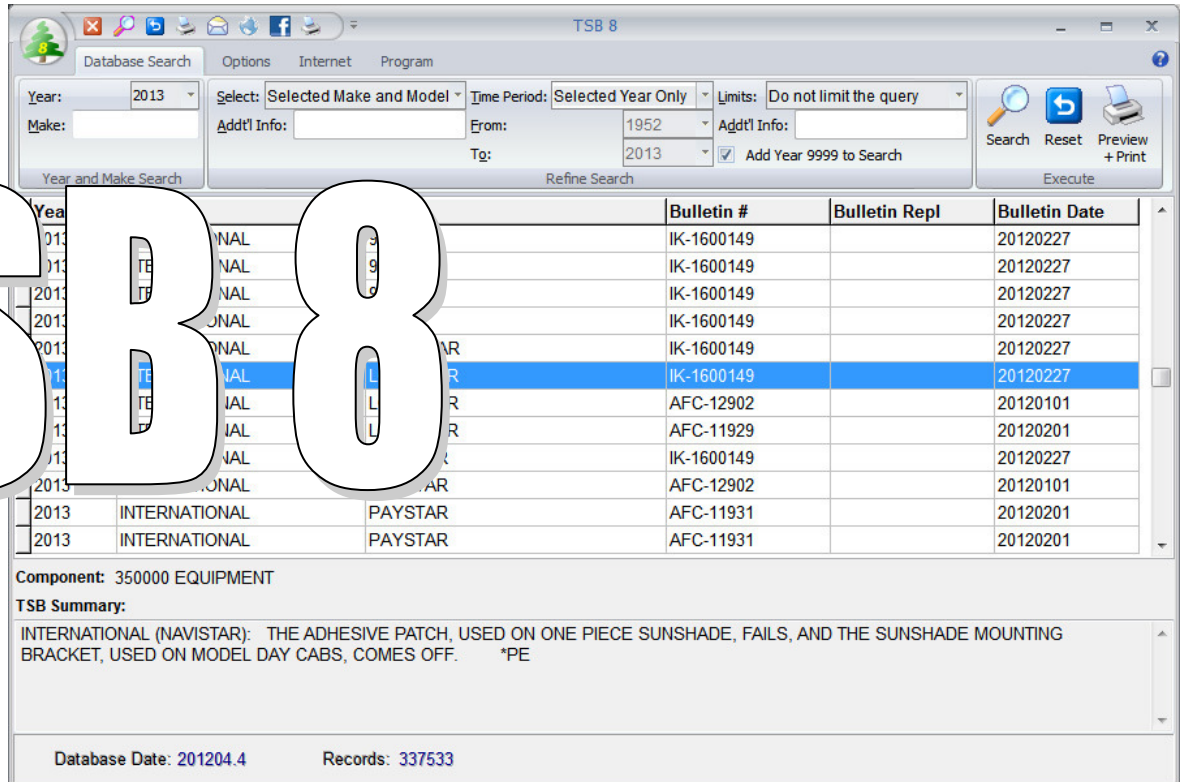 TSB 8
Database Search Options Internet Program
Year: 2013 Select: Selected Make and Model Time Period: Selected Year Only Limits: Do not limit the query
Make: Addt'l Info: From: 1952 Addt'l Info:
To: 2013 Add Year 9999 to Search
Search Reset Preview + Print
Year and Make Search Refine Search Execute
SB 8
Bulletin # Bulletin Repl Bulletin Date
IK-1600149 20120227
IK-1600149 20120227
2013 IK-1600149 20120227
2013 IK-1600149 20120227
IK-1600149 20120227
IK-1600149 20120227
AFC-12902 20120101
AFC-11929 20120201
IK-1600149 20120227
2013 AFC-12902 20120101
2013 INTERNATIONAL PAYSTAR AFC-11931 20120201
2013 INTERNATIONAL PAYSTAR AFC-11931 20120201
Component: 350000 EQUIPMENT
TSB Summary:
INTERNATIONAL (NAVISTAR): THE ADHESIVE PATCH, USED ON ONE PIECE SUNSHADE, FAILS, AND THE SUNSHADE MOUNTING
BRACKET, USED ON MODEL DAY CABS, COMES OFF. *PE
Database Date: 201204.4 Records: 337533